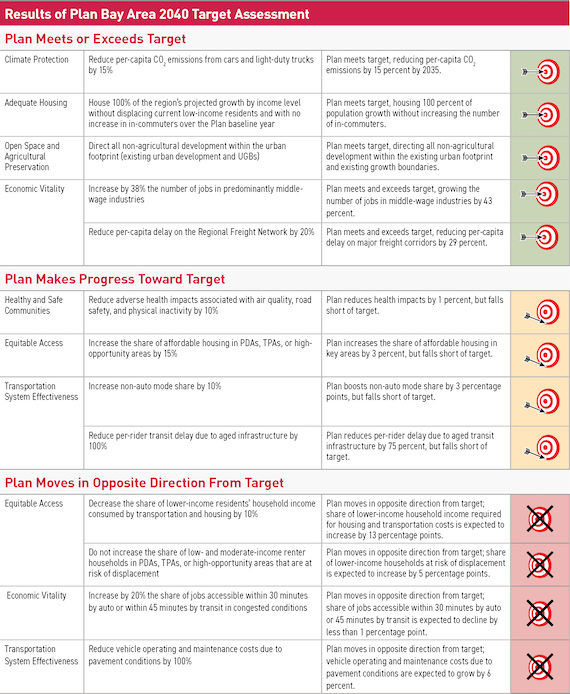 Results of Plan Bay Area 2040 Target Assessment
Plan Meets or Exceeds Target
Climate Protection
Reduce per-capita CO2 emissions from cars and light-duty trucks
by 15%
Plan meets target, reducing per-capita CO2
emissions by 15 percent by 2035.
Adequate Housing
House 100% of the region's projected growth by income level
without displacing current low-income residents and with no
increase in in-commuters over the Plan baseline year
Plan meets target, housing 100 percent of
population growth without increasing the number
of in-commuters.
Open Space and
Agricultural
Preservation
Direct all non-agricultural development within the urban
footprint (existing urban development and UGBs)
Plan meets target, directing all non-agricultural
development within the existing urban footprint
and existing growth boundaries.
Economic Vitality
Increase by 38% the number of jobs in predominantly middle-
wage industries
Plan meets and exceeds target, growing the
number of jobs in middle-wage industries by 43
percent.
Reduce per-capita delay on the Regional Freight Network by 20%
Plan meets and exceeds target, reducing per-capita
delay on major freight corridors by 29 percent.
Plan Makes Progress Toward Target
Healthy and Safe
Communities
Reduce adverse health impacts associated with air quality, road
safety, and physical inactivity by 10%
Plan reduces health impacts by 1 percent, but falls
short of target.
Equitable Access
Increase the share of affordable housing in PDAs, TPAs, or high-
opportunity areas by 15%
Plan increases the share of affordable housing in
key areas by 3 percent, but falls short of target.
Transportation
System Effectiveness
Increase non-auto mode share by 10%
Plan boosts non-auto mode share by 3 percentage
points, but falls short of target.
Reduce per-rider transit delay due to aged infrastructure by
100%
Plan reduces per-rider delay due to aged transit
infrastructure by 75 percent, but falls short of
target.
Plan Moves in Opposite Direction From Target
Equitable Access
Decrease the share of lower-income residents' household income
consumed by transportation and housing by 10%
Plan moves in opposite direction from target;
share of lower-income household income required
for housing and transportation costs is expected to
increase by 13 percentage points.
Do not increase the share of low- and moderate-income renter
households in PDAs, TPAs, or high-opportunity areas that are at
risk of displacement
Plan moves in opposite direction from target; share
of lower-income households at risk of displacement
is expected to increase by 5 percentage points.
Economic Vitality
Increase by 20% the share of jobs accessible within 30 minutes
by auto or within 45 minutes by transit in congested conditions
Plan moves in opposite direction from target;
share of jobs accessible within 30 minutes by auto
or 45 minutes by transit is expected to decline by
less than 1 percentage point.
Transportation
System Effectiveness
Reduce vehicle operating and maintenance costs due to
pavement conditions by 100%
Plan moves in opposite direction from target;
vehicle operating and maintenance costs due to
pavement conditions are expected to grow by 6
percent.